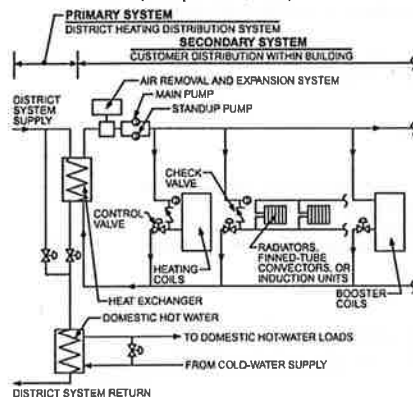 PRIMARY SYSTEM
DISTRICT HEATING DISTRIBUTION SYSTEM
SECONDARY SYSTEM
CUSTOMER DISTRIBUTION WITHIN BUILDING
AIR REMOVAL AND EXPANSION SYSTEM
MAIN PUMP
STANDUP PUMP
DISTRICT
SYSTEM
SUPPLY
CHECK
VALVE
CONTROL
VALVE
HEATING
COILS
RADIATORS,
FINNED-TUBE
CONVECTORS, OR
INDUCTION UNITS
BOOSTER
COILS
HEAT EXCHANGER
DOMESTIC HOT WATER
TO DOMESTIC HOT-WATER LOADS
FROM COLD-WATER SUPPLY
DISTRICT SYSTEM RETURN